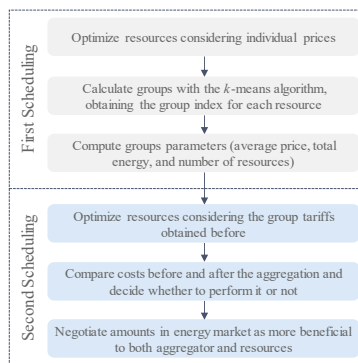 First Scheduling
Optimize resources considering individual prices
Calculate groups with the k-means algorithm,
obtaining the group index for each resource
Compute groups parameters (average price, total
energy, and number of resources)
Second Scheduling
Optimize resources considering the group tariffs
obtained before
Compare costs before and after the aggregation and
decide whether to perform it or not
Negotiate amounts in energy market as more beneficial
to both aggregator and resources